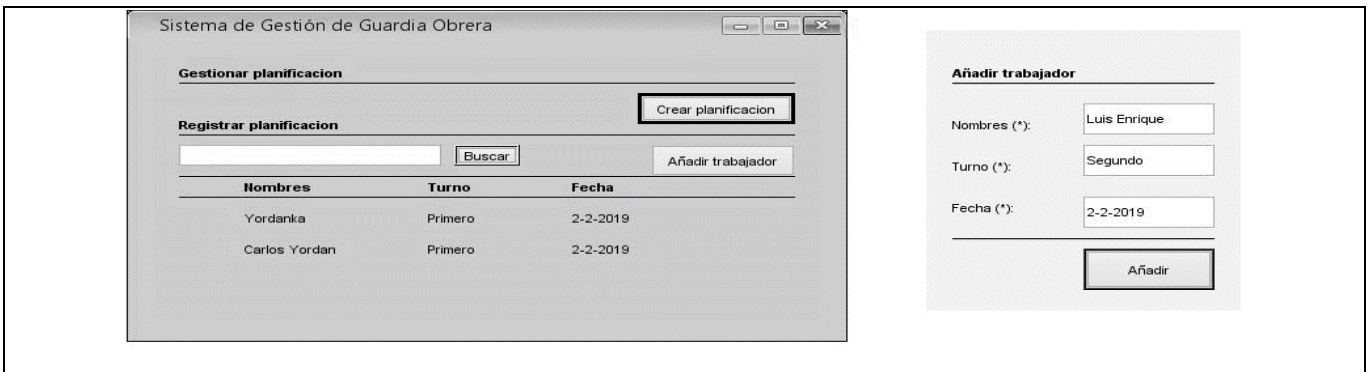 Sistema de Gestión de Guardia Obrera
Gestionar planificacion
Crear planificacion
Registrar planificacion
Buscar
Añadir trabajador
Nombres Turno Fecha
Yordanka Primero 2-2-2019
Carlos Yordan Primero 2-2-2019
Añadir trabajador
Nombres (*): Luis Enrique
Turno (*): Segundo
Fecha (*): 2-2-2019
Añadir